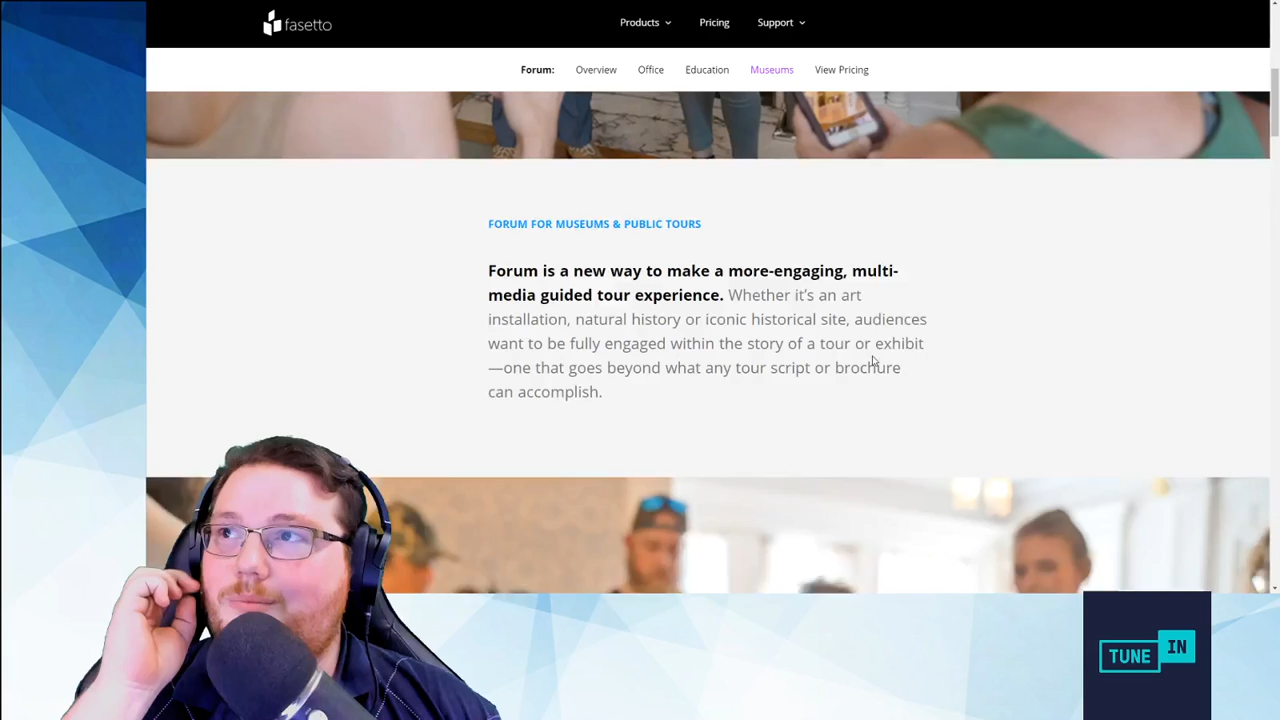 fasetto
Products Pricing Support
Forum: Overview Office Education Museums View Pricing
FORUM FOR MUSEUMS & PUBLIC TOURS
Forum is a new way to make a more-engaging, multi-
media guided tour experience. Whether it's an art
installation, natural history or iconic historical site, audiences
want to be fully engaged within the story of a tour or exhibit
—one that goes beyond what any tour script or brochure
can accomplish.
TUNE IN